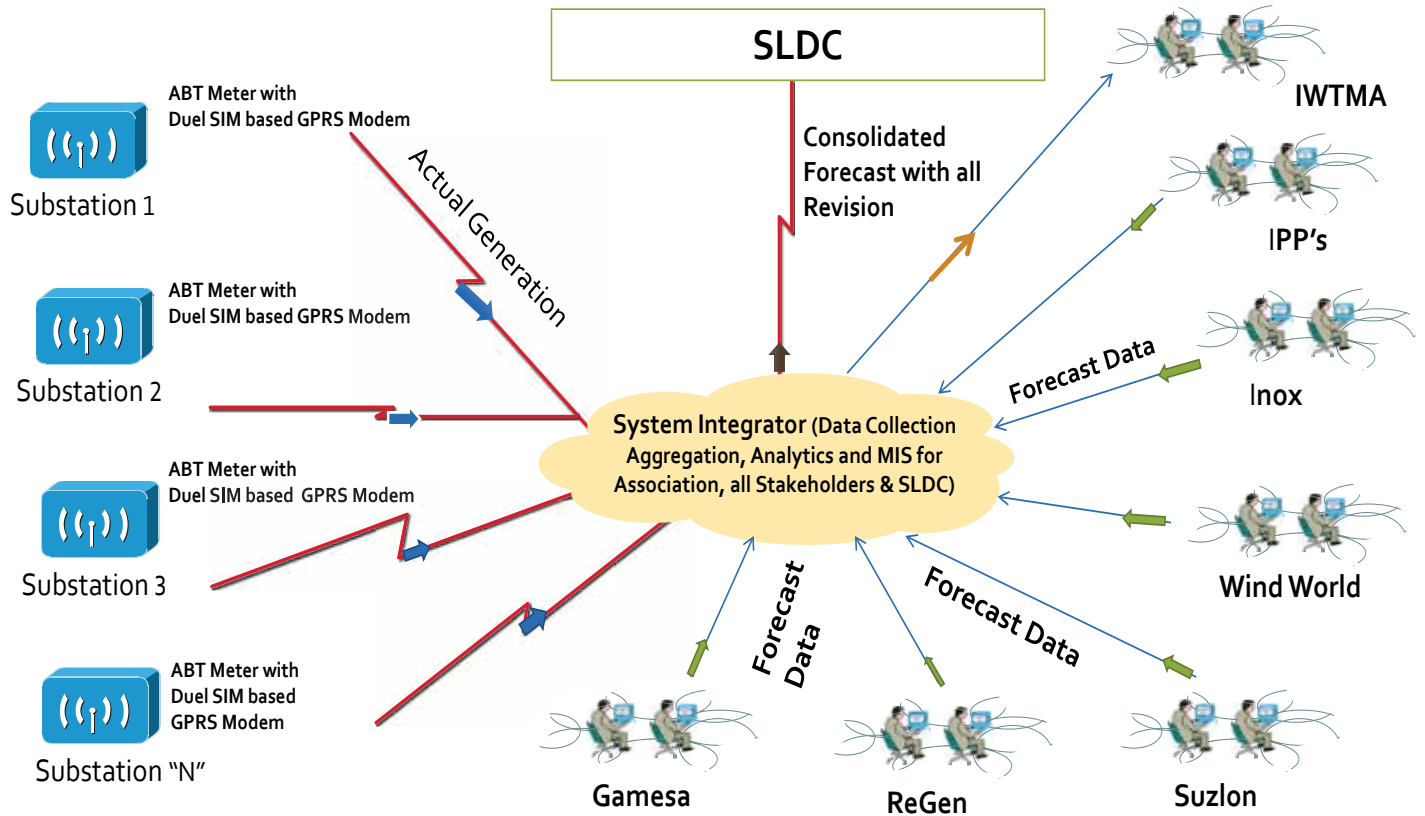 SLDC
ABT Meter with
Duel SIM based GPRS Modem
Substation 1
Actual Generation
Consolidated
Forecast with all
Revision
IWTMA
IPP's
ABT Meter with
Duel SIM based GPRS Modem
Substation 2
Forecast Data
Inox
System Integrator (Data Collection
Aggregation, Analytics and MIS for
Association, all Stakeholders & SLDC)
ABT Meter with
Duel SIM based GPRS Modem
Substation 3
Wind World
ABT Meter with
Duel SIM based
GPRS Modem
Substation "N"
Forecast
Data
Forecast Data
Gamesa
ReGen
Suzlon